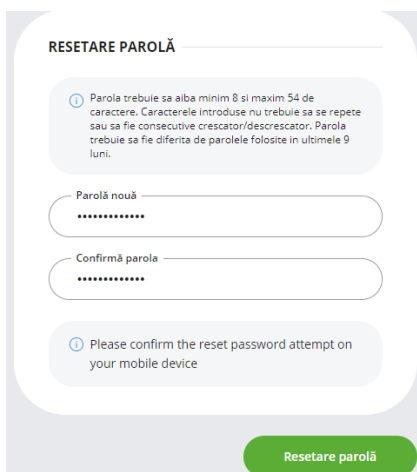 RESETARE PAROLĂ
Parola trebuie sa aiba minim 8 si maxim 54 de
caractere. Caracterele introduse nu trebuie sa se repete
sau sa fie consecutive crescator/descrescator. Parola
trebuie sa fie diferita de parolele folosite in ultimele 9
luni.
Parolă nouă
•••••••••••••
Confirmă parola
•••••••••••••
Please confirm the reset password attempt on
your mobile device
Resetare parolă